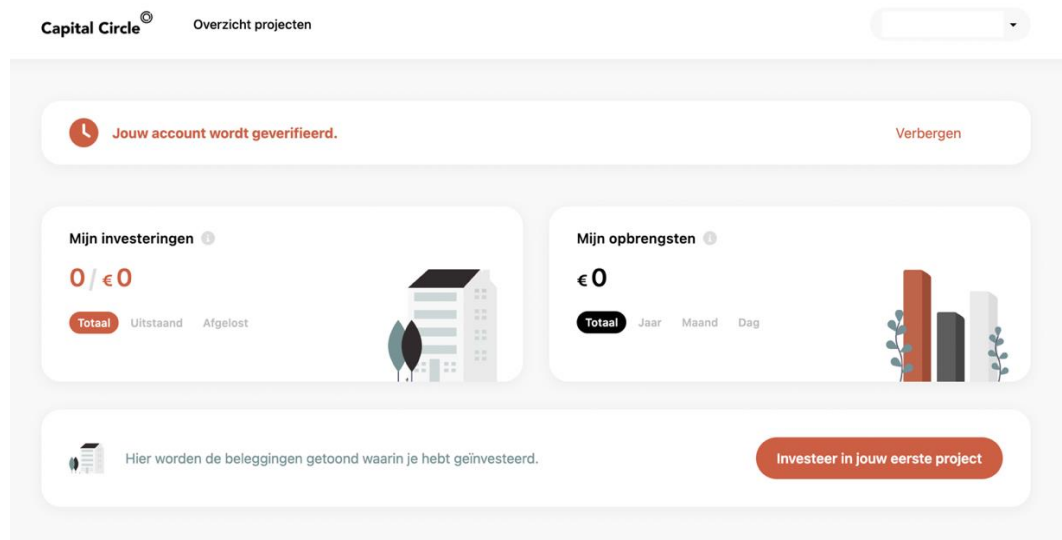 Capital Circle
Overzicht projecten
Jouw account wordt geverifieerd.
Verbergen
Mijn investeringen
0 / € 0
Totaal Uitstaand Afgelost
Mijn opbrengsten
€ 0
Totaal Jaar Maand Dag
Hier worden de beleggingen getoond waarin je hebt geïnvesteerd.
Investeer in jouw eerste project